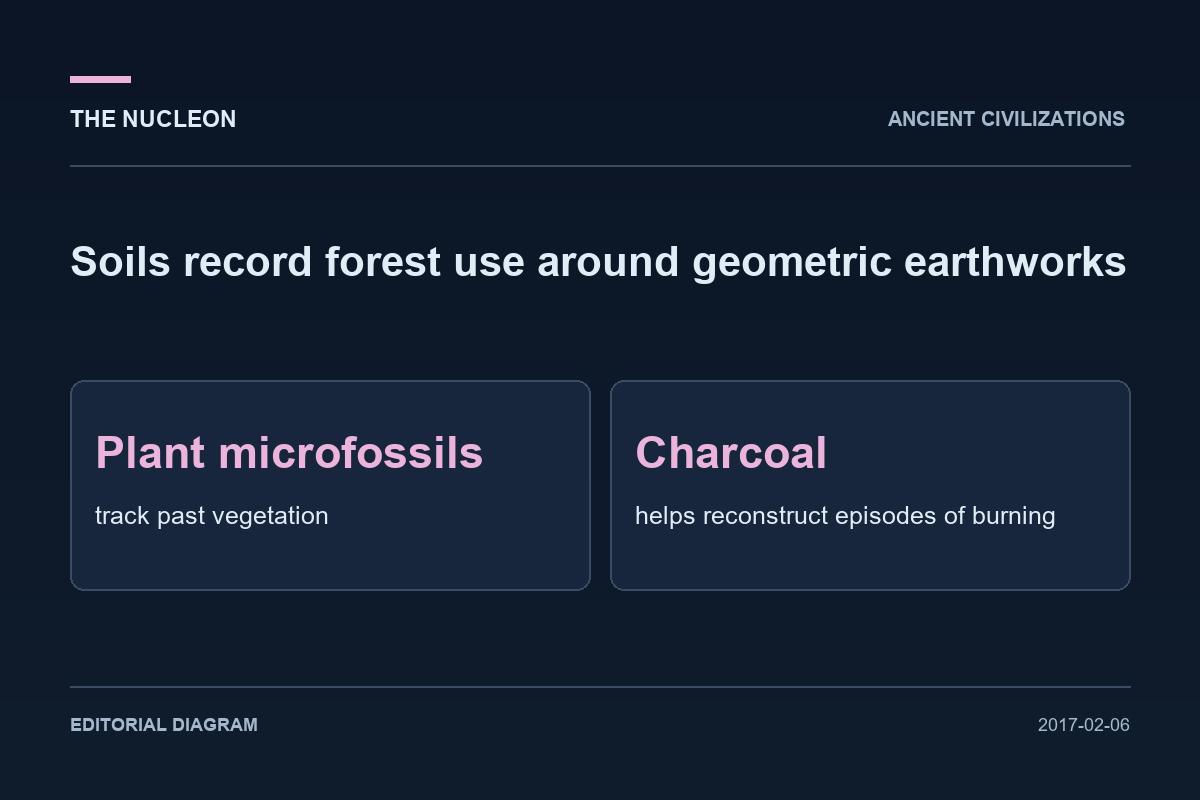 THE NUCLEON
ANCIENT CIVILIZATIONS
Soils record forest use around geometric earthworks
Plant microfossils
track past vegetation
Charcoal
helps reconstruct episodes of burning
EDITORIAL DIAGRAM
2017-02-06